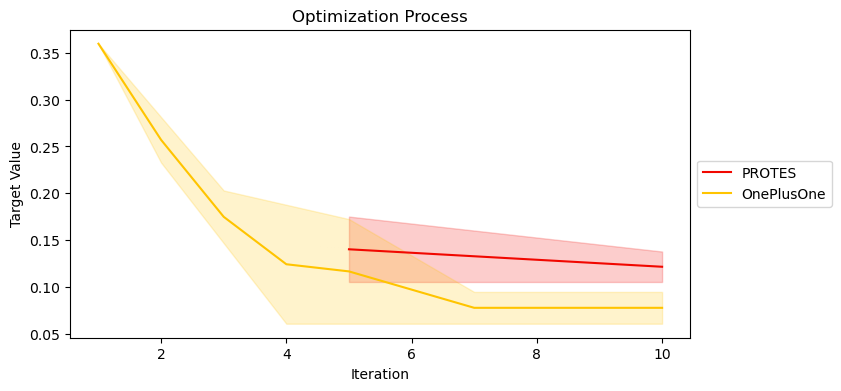 Optimization Process
Target Value
0.35
0.30
0.25
0.20
0.15
0.10
0.05
2 4 6 8 10
Iteration
PROTES
OnePlusOne